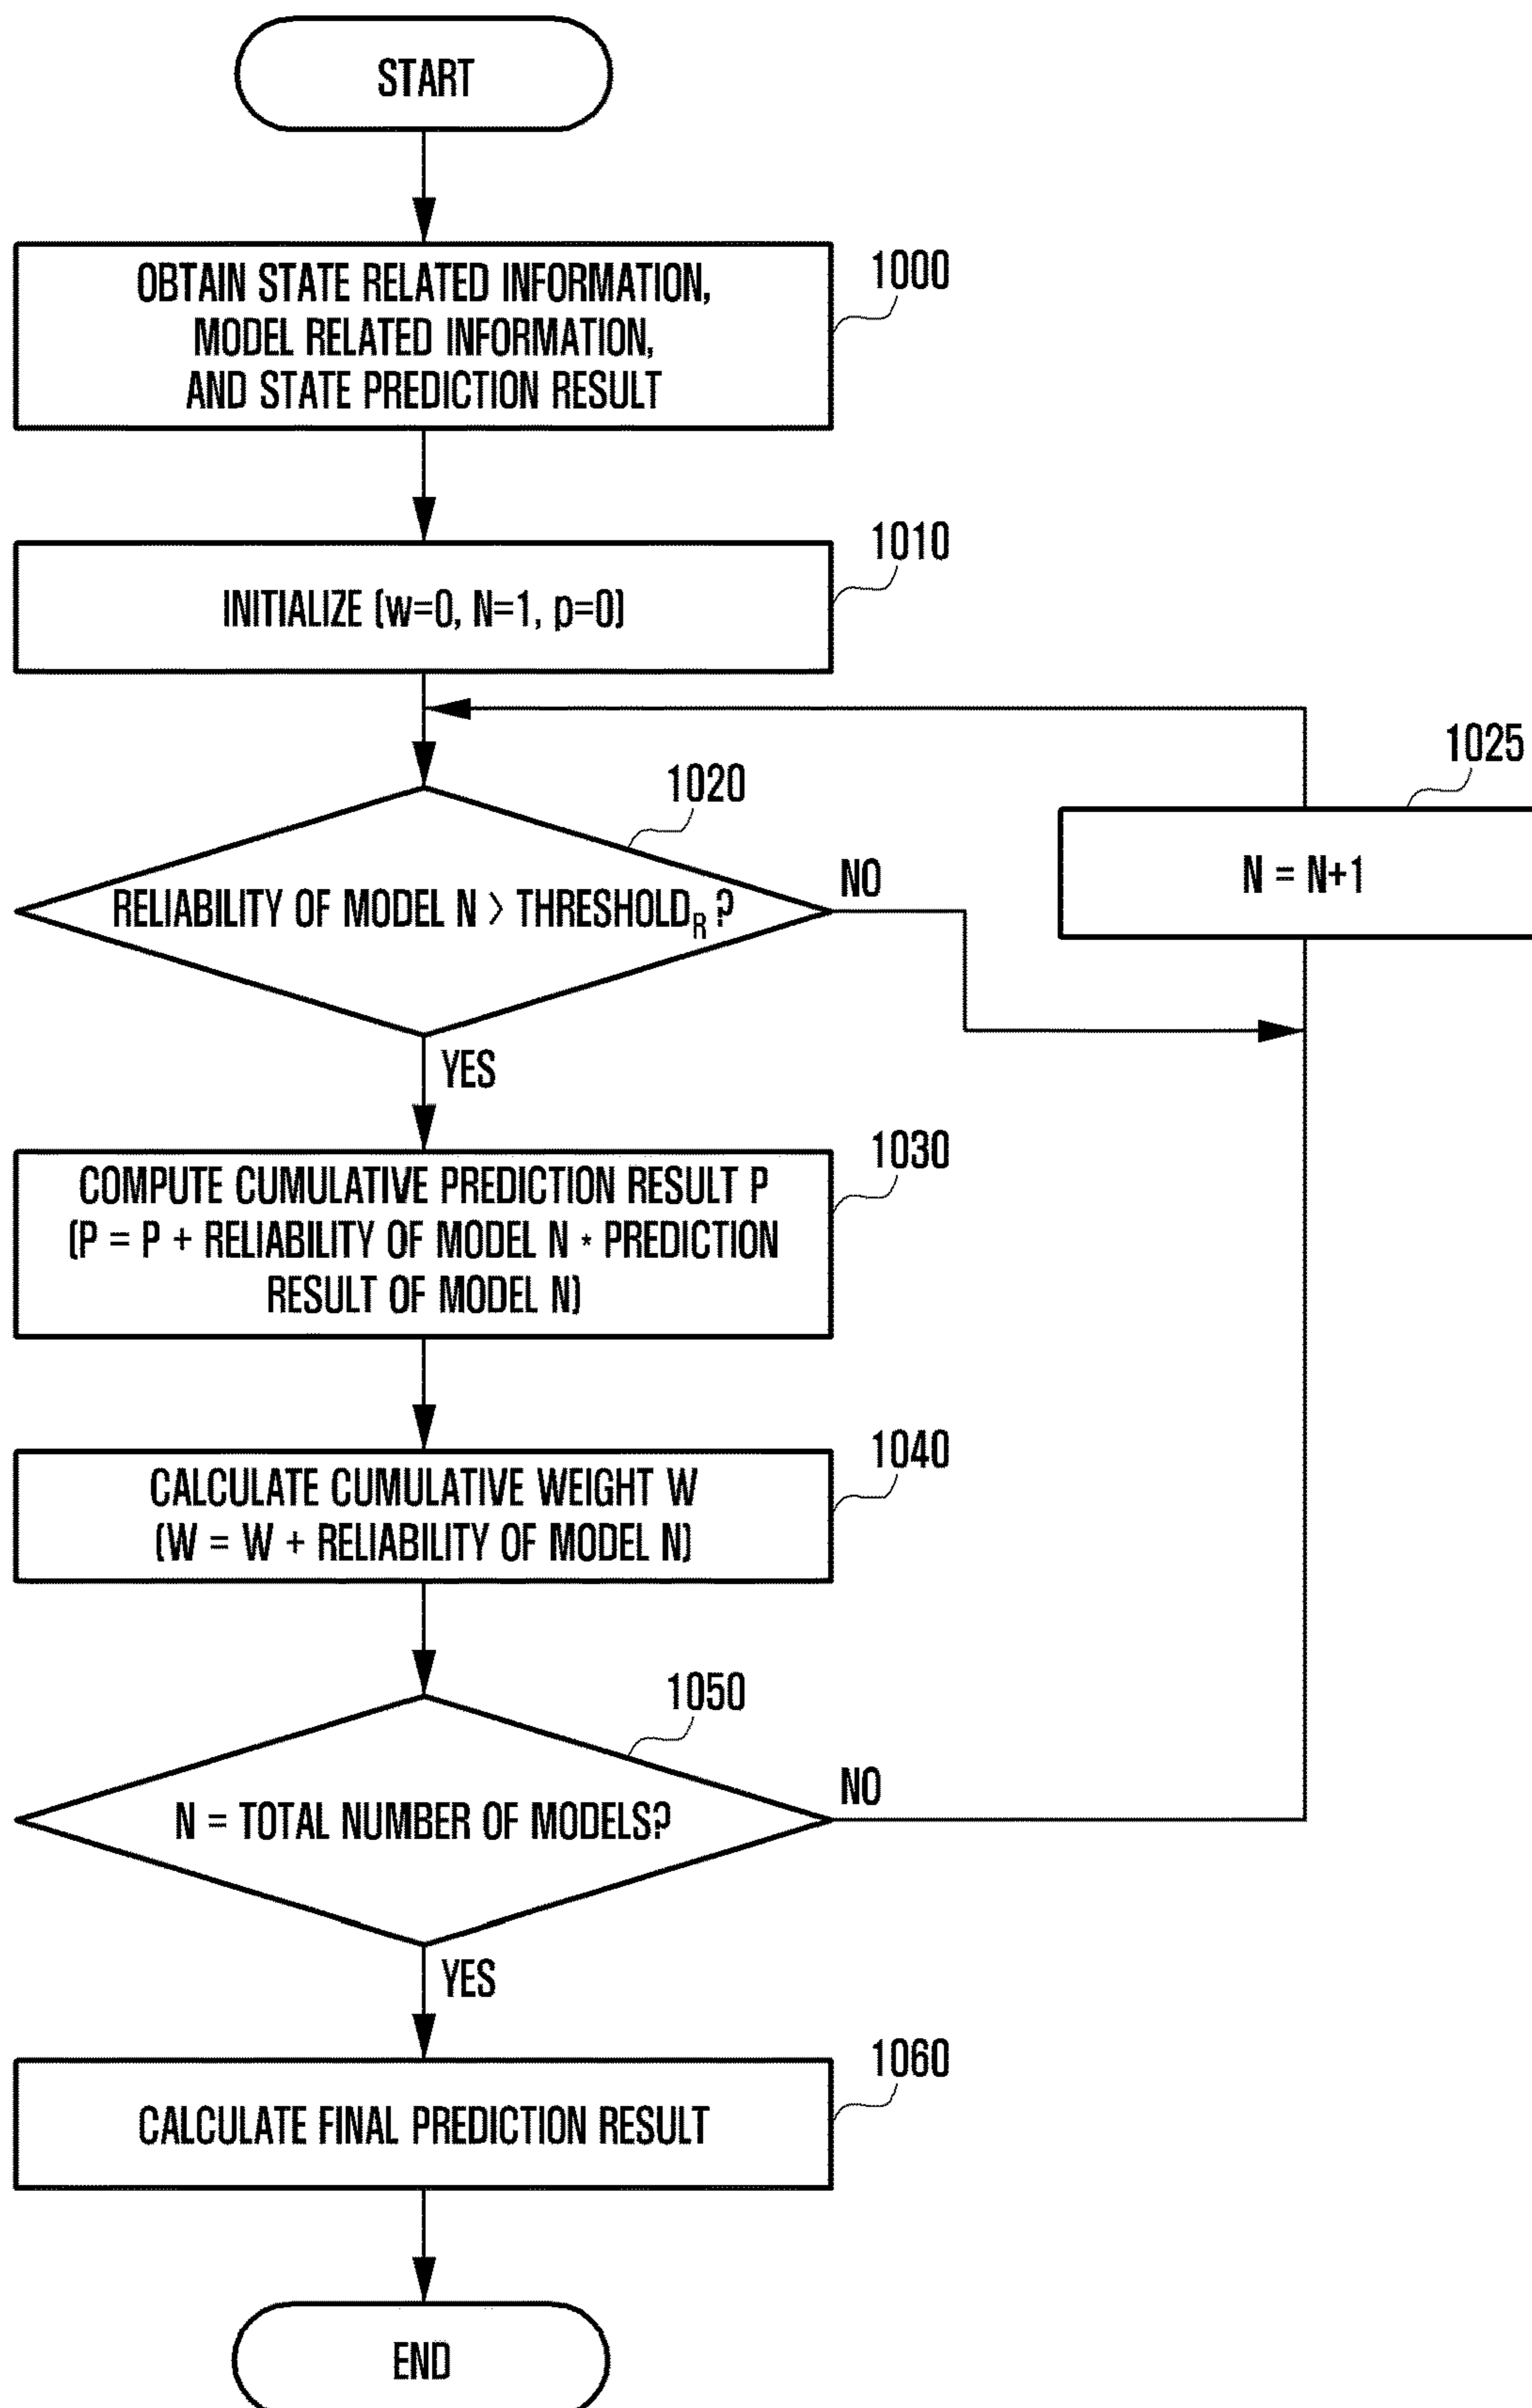 START
OBTAIN STATE RELATED INFORMATION,
MODEL RELATED INFORMATION,
AND STATE PREDICTION RESULT
1000
INITIALIZE (w=0, N=1, p=0)
1010
RELIABILITY OF MODEL N > THRESHOLDR ?
1020
NO
YES
N = N+1
1025
COMPUTE CUMULATIVE PREDICTION RESULT P
(P = P + RELIABILITY OF MODEL N * PREDICTION
RESULT OF MODEL N)
1030
CALCULATE CUMULATIVE WEIGHT W
(W = W + RELIABILITY OF MODEL N)
1040
N = TOTAL NUMBER OF MODELS?
1050
NO
YES
CALCULATE FINAL PREDICTION RESULT
1060
END